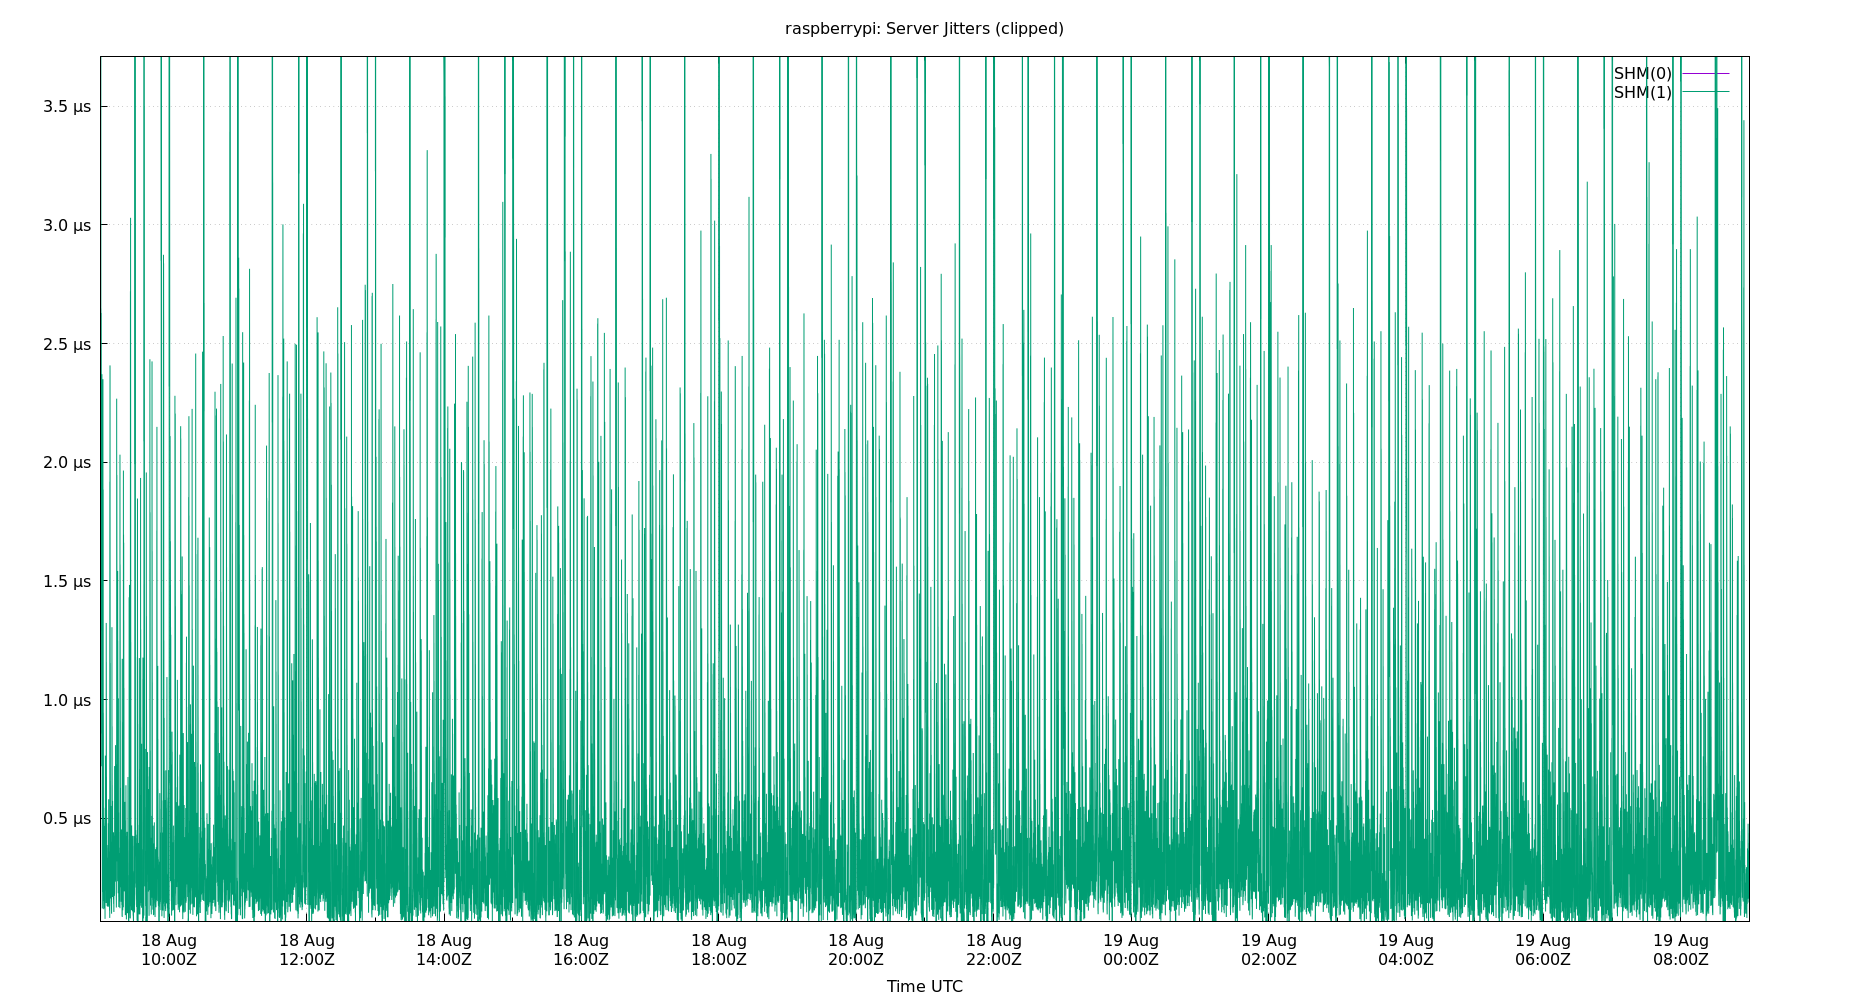 raspberrypi: Server Jitters (clipped)
SHM(0)
SHM(1)
3.5 µs
3.0 µs
2.5 µs
2.0 µs
1.5 µs
1.0 µs
0.5 µs
18 Aug 18 Aug 18 Aug 18 Aug 18 Aug 18 Aug 18 Aug 19 Aug 19 Aug 19 Aug 19 Aug 19 Aug
10:00Z 12:00Z 14:00Z 16:00Z 18:00Z 20:00Z 22:00Z 00:00Z 02:00Z 04:00Z 06:00Z 08:00Z
Time UTC